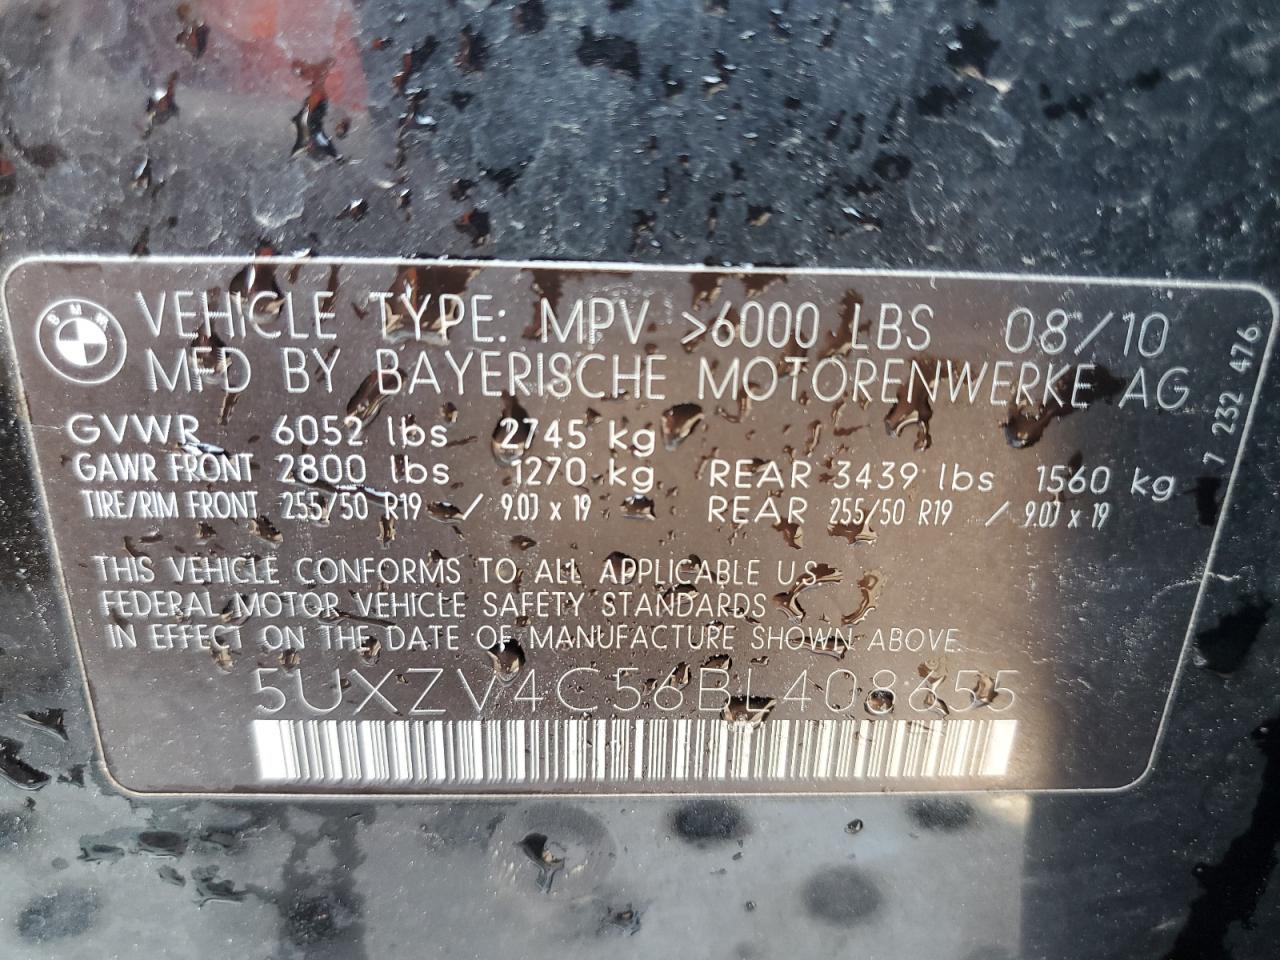 BMW
VEHICLE TYPE: MPV >6000 LBS 08/10
MFD BY BAYERISCHE MOTORENWERKE AG
GVWR 6052 lbs 2745 kg
GAWR FRONT 2800 lbs 1270 kg REAR 3439 lbs 1560 kg
TIRE/RIM FRONT 255/50 R19 / 9.0J x 19 REAR 255/50 R19 / 9.0J x 19
THIS VEHICLE CONFORMS TO ALL APPLICABLE U.S.
FEDERAL MOTOR VEHICLE SAFETY STANDARDS
IN EFFECT ON THE DATE OF MANUFACTURE SHOWN ABOVE.
5UXZV4C56BL408655
7 232 476